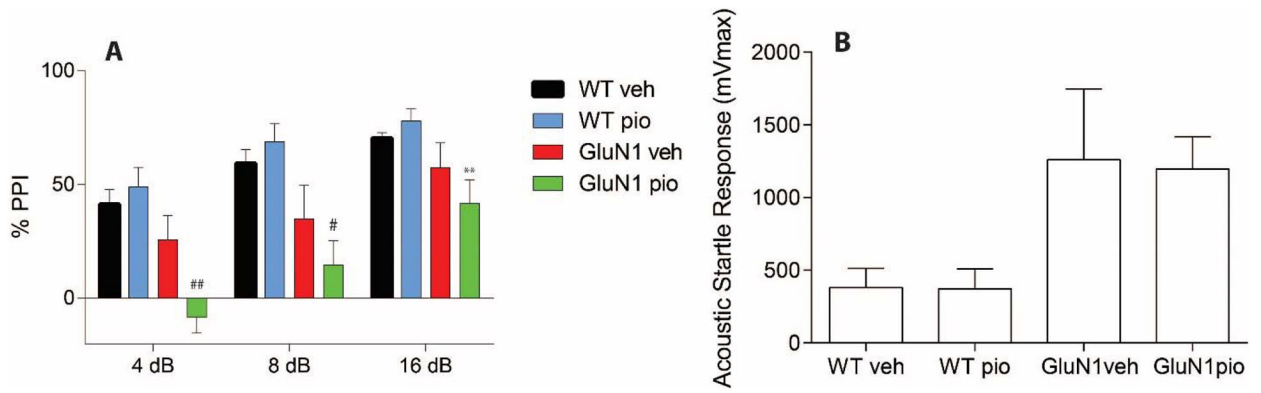 A
% PPI
100
50
0
##
#
**
4 dB
8 dB
16 dB
WT veh
WT pio
GluN1 veh
GluN1 pio
B
Acoustic Startle Response (mVmax)
2000
1500
1000
500
0
WT veh
WT pio
GluN1veh
GluN1pio